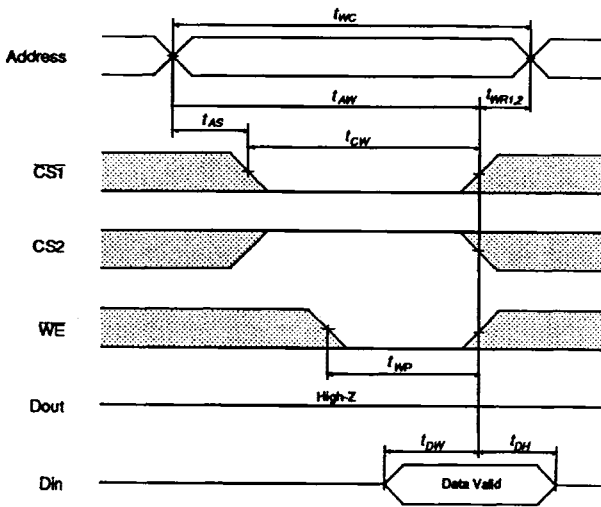 tWC
Address
tAW
tWR1,2
tAS
tCW
CS1
CS2
WE
tWP
Dout
High-Z
tDW
tDH
Din
Data Valid